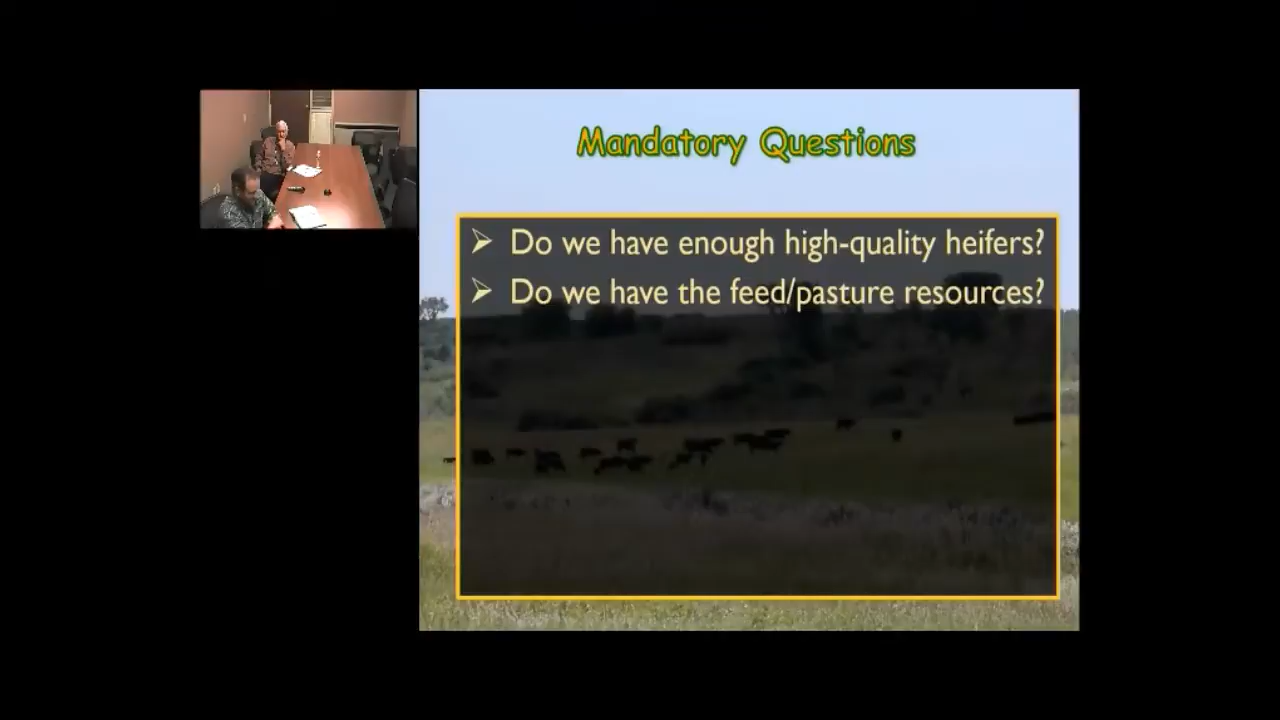 Mandatory Questions
➢ Do we have enough high-quality heifers?
➢ Do we have the feed/pasture resources?